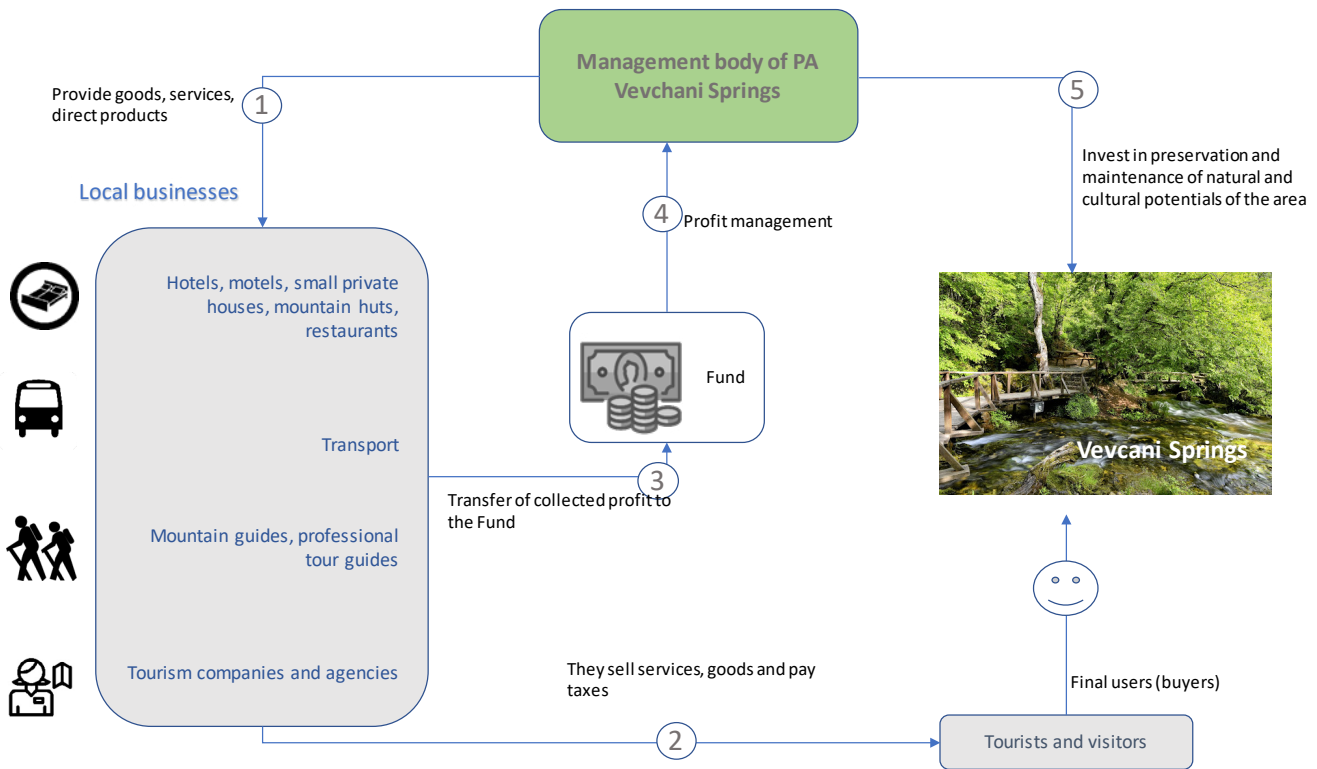 Management body of PA
Vevchani Springs
1
Provide goods, services,
direct products
5
Invest in preservation and
maintenance of natural and
cultural potentials of the area
Local businesses
4
Profit management
Hotels, motels, small private
houses, mountain huts,
restaurants
Fund
Transport
Vevcani Springs
3
Transfer of collected profit to
the Fund
Mountain guides, professional
tour guides
Tourism companies and agencies
They sell services, goods and pay
taxes
Final users (buyers)
2
Tourists and visitors